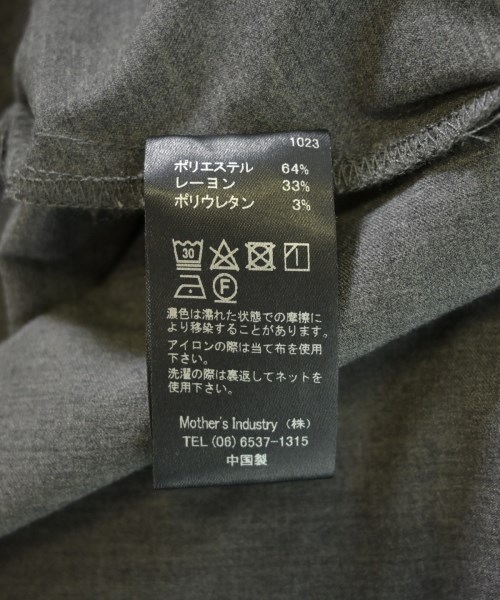 1023
ポリエステル 64%
レーヨン 33%
ポリウレタン 3%
30
F
濃色は濡れた状態での摩擦に
より移染することがあります。
アイロンの際は当て布を使用
下さい。
洗濯の際は裏返してネットを
使用下さい。
Mother's Industry (株)
TEL (06) 6537-1315
中国製